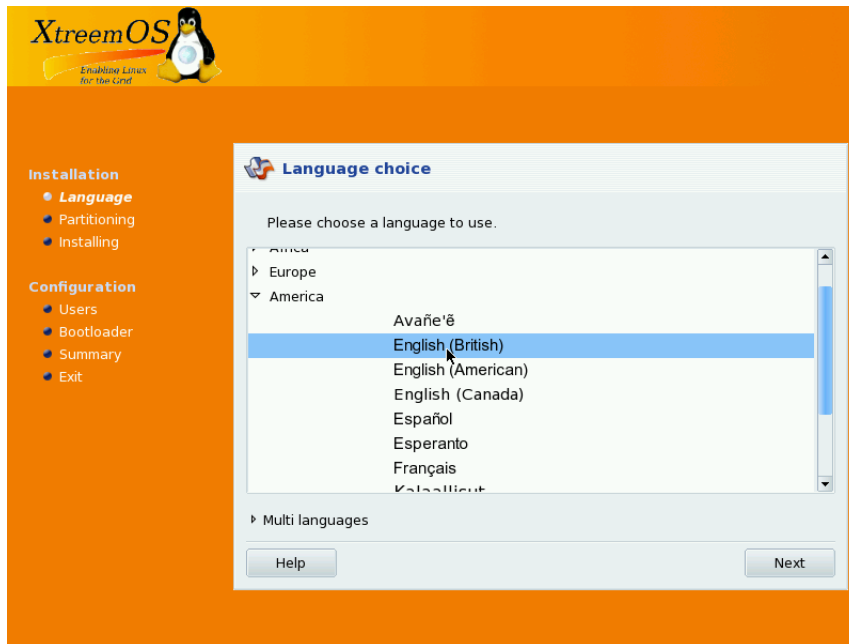 XtreemOS
Enabling Linux
for the Grid
Installation
Language
Partitioning
Installing
Configuration
Users
Bootloader
Summary
Exit
Language choice
Please choose a language to use.
Africa
Europe
America
Avañe'ẽ
English (British)
English (American)
English (Canada)
Español
Esperanto
Français
Kalaallisut
Multi languages
Help
Next